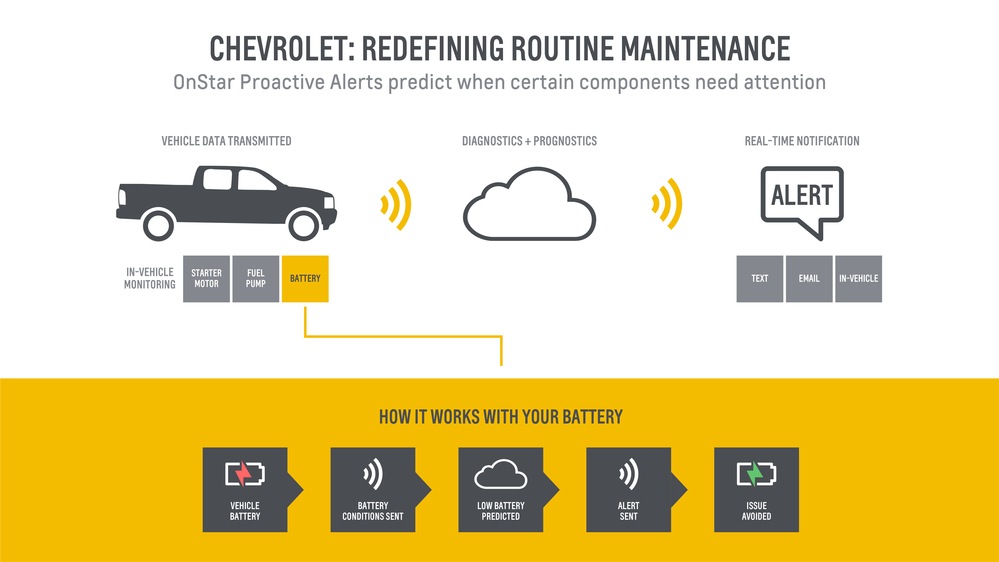 CHEVROLET: REDEFINING ROUTINE MAINTENANCE
OnStar Proactive Alerts predict when certain components need attention
VEHICLE DATA TRANSMITTED
DIAGNOSTICS + PROGNOSTICS
REAL-TIME NOTIFICATION
ALERT
IN-VEHICLE
MONITORING
STARTER
MOTOR
FUEL
PUMP
BATTERY
TEXT
EMAIL
IN-VEHICLE
HOW IT WORKS WITH YOUR BATTERY
VEHICLE
BATTERY
BATTERY
CONDITIONS SENT
LOW BATTERY
PREDICTED
ALERT
SENT
ISSUE
AVOIDED